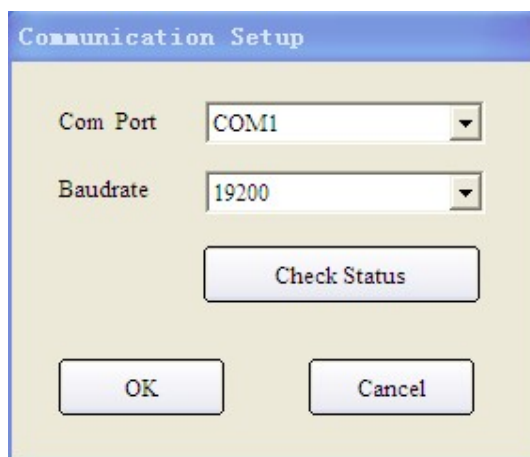 Communication Setup
Com Port COM1
Baudrate 19200
Check Status
OK Cancel